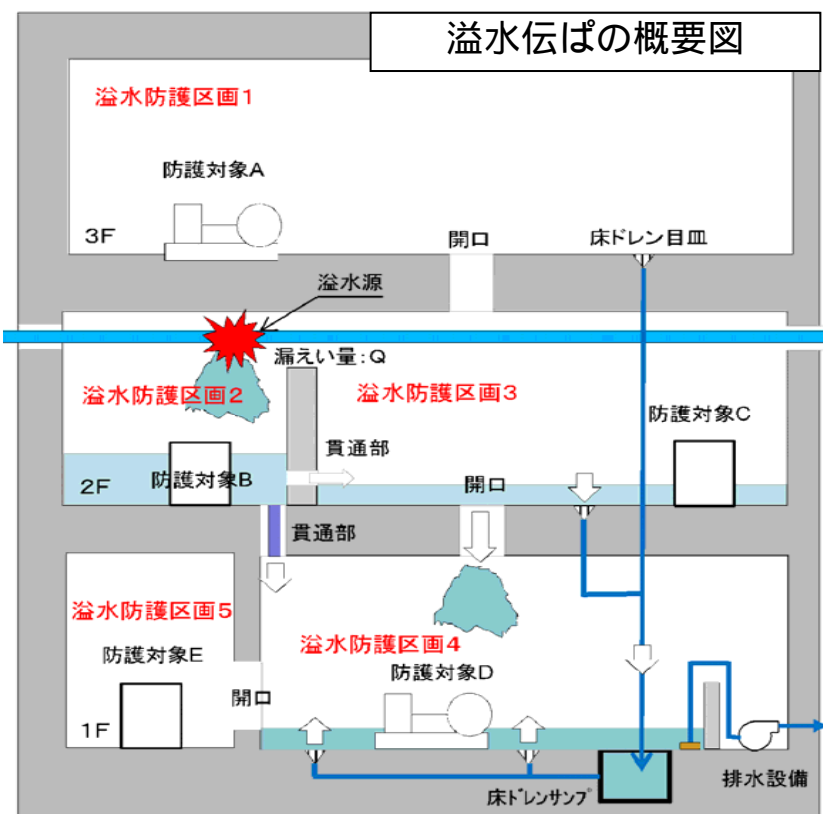 溢水伝ぱの概要図
溢水防護区画1
防護対象A
3F
開口
床ドレン目皿
溢水源
漏えい量:Q
溢水防護区画2
溢水防護区画3
防護対象C
貫通部
防護対象B
2F
開口
貫通部
溢水防護区画5
溢水防護区画4
防護対象E
防護対象D
開口
1F
排水設備
床ドレンサンプ